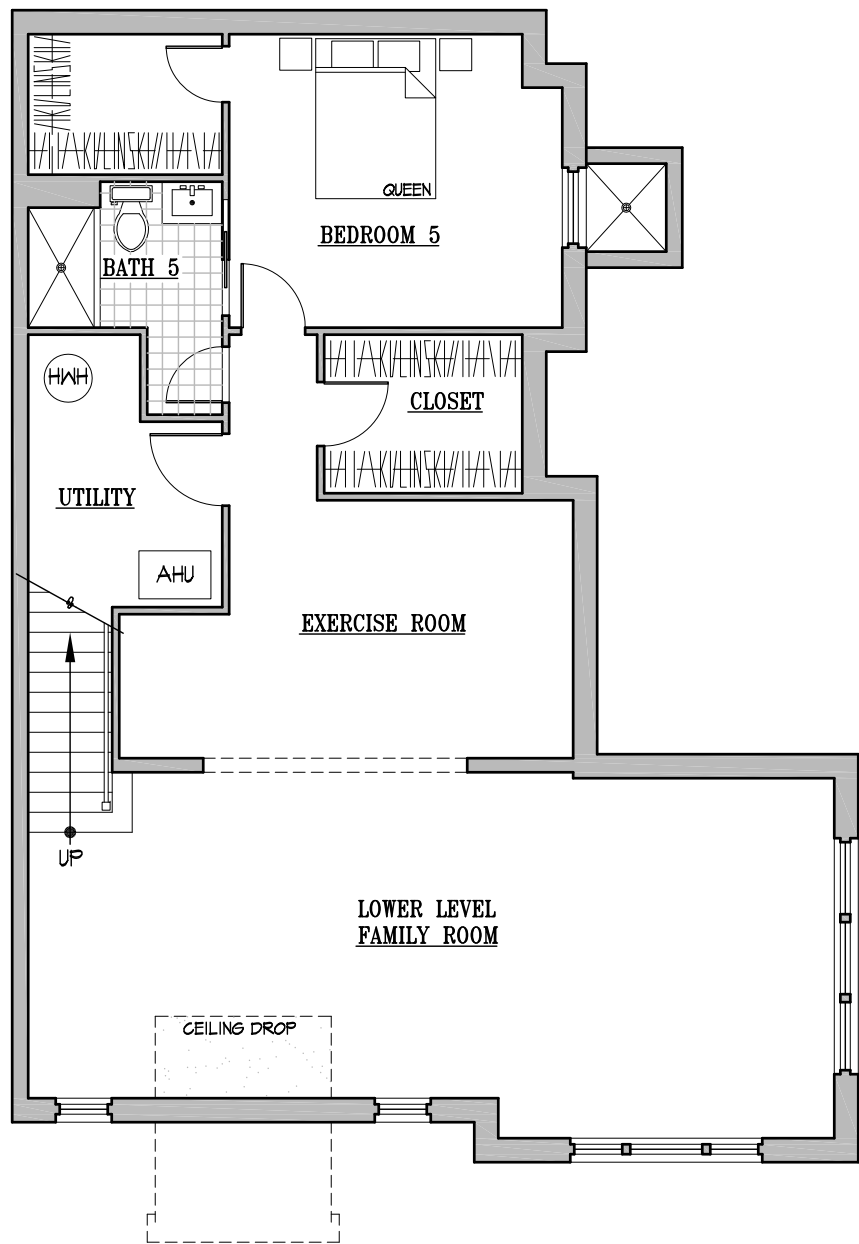 QUEEN
BEDROOM 5
BATH 5
HWH
CLOSET
UTILITY
AHU
EXERCISE ROOM
UP
LOWER LEVEL
FAMILY ROOM
CEILING DROP